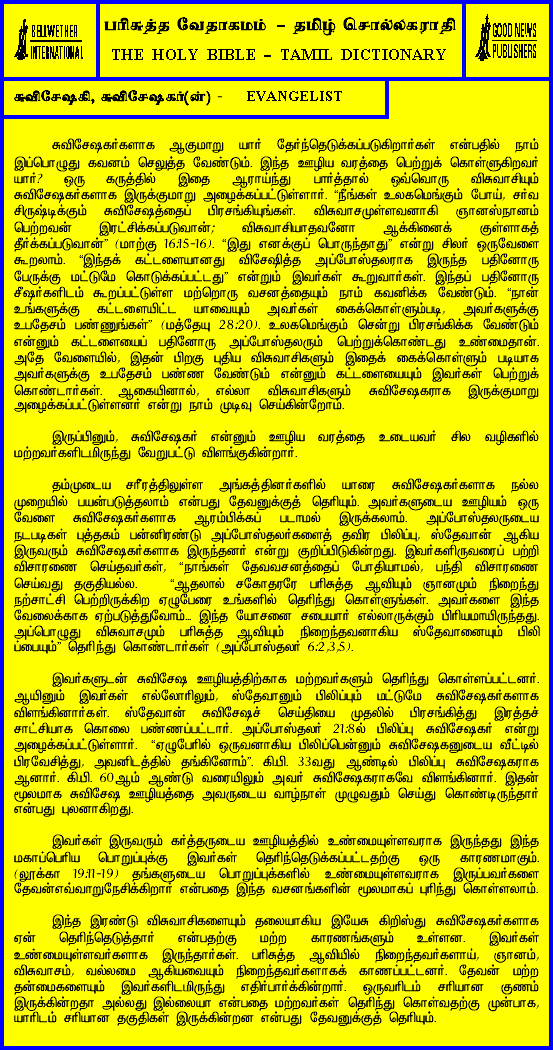 BELLWETHER
INTERNATIONAL
பரிசுத்த வேதாகமம் – தமிழ் சொல்லகராதி
THE HOLY BIBLE – TAMIL DICTIONARY
GOOD NEWS
PUBLISHERS
சுவிசேஷகி, சுவிசேஷகர்(ன்) - EVANGELIST
சுவிசேஷகர்களாக ஆகுமாறு யார் தேர்ந்தெடுக்கப்படுகிறார்கள் என்பதில் நாம்
இப்பொழுது கவனம் செலுத்த வேண்டும். இந்த ஊழிய வரத்தை பெற்றுக் கொள்ளுகிறவர்
யார்? ஒரு கருத்தில் இதை ஆராய்ந்து பார்த்தால் ஒவ்வொரு விசுவாசியும்
சுவிசேஷகர்களாக இருக்குமாறு அழைக்கப்பட்டுள்ளார். “நீங்கள் உலகமெங்கும் போய், சர்வ
சிருஷ்டிக்கும் சுவிசேஷத்தைப் பிரசங்கியுங்கள். விசுவாசமுள்ளவனாகி ஞானஸ்நானம்
பெற்றவன் இரட்சிக்கப்படுவான்; விசுவாசியாதவனோ ஆக்கினைக் குள்ளாகத்
தீர்க்கப்படுவான்” (மாற்கு 16:15-16). “இது எனக்குப் பொருந்தாது” என்று சிலர் ஒருவேளை
கூறலாம். “இந்தக் கட்டளையானது விசேஷித்த அப்போஸ்தலராக இருந்த பதினோரு
பேருக்கு மட்டுமே கொடுக்கப்பட்டது” என்றும் இவர்கள் கூறுவார்கள். இந்தப் பதினோரு
சீஷர்களிடம் கூறப்பட்டுள்ள மற்றொரு வசனத்தையும் நாம் கவனிக்க வேண்டும். “நான்
உங்களுக்கு கட்டளையிட்ட யாவையும் அவர்கள் கைக்கொள்ளும்படி, அவர்களுக்கு
உபதேசம் பண்ணுங்கள்” (மத்தேயு 28:20). உலகமெங்கும் சென்று பிரசங்கிக்க வேண்டும்
என்னும் கட்டளையைப் பதினோரு அப்போஸ்தலரும் பெற்றுக்கொண்டது உண்மைதான்.
அதே வேளையில், இதன் பிறகு புதிய விசுவாசிகளும் இதைக் கைக்கொள்ளும் படியாக
அவர்களுக்கு உபதேசம் பண்ண வேண்டும் என்னும் கட்டளையையும் இவர்கள் பெற்றுக்
கொண்டார்கள். ஆகையினால், எல்லா விசுவாசிகளும் சுவிசேஷகராக இருக்குமாறு
அழைக்கப்பட்டுள்ளனர் என்று நாம் முடிவு செய்கின்றோம்.
இருப்பினும், சுவிசேஷகர் என்னும் ஊழிய வரத்தை உடையவர் சில வழிகளில்
மற்றவர்களிடமிருந்து வேறுபட்டு விளங்குகின்றார்.
தம்முடைய சரீரத்திலுள்ள அங்கத்தினர்களில் யாரை சுவிசேஷகர்களாக நல்ல
முறையில் பயன்படுத்தலாம் என்பது தேவனுக்குத் தெரியும். அவர்களுடைய ஊழியம் ஒரு
வேளை சுவிசேஷகர்களாக ஆரம்பிக்கப் படாமல் இருக்கலாம். அப்போஸ்தலருடைய
நடபடிகள் புத்தகம் பன்னிரண்டு அப்போஸ்தலர்களைத் தவிர பிலிப்பு, ஸ்தேவான் ஆகிய
இருவரும் சுவிசேஷகர்களாக இருந்தனர் என்று குறிப்பிடுகின்றது. இவர்களிருவரைப் பற்றி
விசாரணை செய்தவர்கள், “நாங்கள் தேவவசனத்தைப் போதியாமல், பந்தி விசாரணை
செய்வது தகுதியல்ல. “ஆதலால் சகோதரரே பரிசுத்த ஆவியும் ஞானமும் நிறைந்து
நற்சாட்சி பெற்றிருக்கிற ஏழுபேரை உங்களில் தெரிந்து கொள்ளுங்கள். அவர்களை இந்த
வேலைக்காக ஏற்படுத்துவோம்... இந்த யோசனை சபையார் எல்லாருக்கும் பிரியமாயிருந்தது.
அப்பொழுது விசுவாசமும் பரிசுத்த ஆவியும் நிறைந்தவனாகிய ஸ்தேவானையும் பிலி
ப்பையும்” தெரிந்து கொண்டார்கள் (அப்போஸ்தலர் 6:2,3,5).
இவர்களுடன் சுவிசேஷ ஊழியத்திற்காக மற்றவர்களும் தெரிந்து கொள்ளப்பட்டனர்.
ஆயினும் இவர்கள் எல்லோரிலும், ஸ்தேவானும் பிலிப்பும் மட்டுமே சுவிசேஷகர்களாக
விளங்கினார்கள். ஸ்தேவான் சுவிசேஷச் செய்தியை முதலில் பிரசங்கித்து இரத்தச்
சாட்சியாக கொலை பண்ணப்பட்டார். அப்போஸ்தலர் 21:8ல் பிலிப்பு சுவிசேஷகர் என்று
அழைக்கப்பட்டுள்ளார். “ஏழுபேரில் ஒருவனாகிய பிலிப்பென்னும் சுவிசேஷகனுடைய வீட்டில்
பிரவேசித்து, அவனிடத்தில் தங்கினோம்”. கி.பி. 33வது ஆண்டில் பிலிப்பு சுவிசேஷகராக
ஆனார். கி.பி. 60ஆம் ஆண்டு வரையிலும் அவர் சுவிசேஷகராகவே விளங்கினார். இதன்
மூலமாக சுவிசேஷ ஊழியத்தை அவருடைய வாழ்நாள் முழுவதும் செய்து கொண்டிருந்தார்
என்பது புலனாகிறது.
இவர்கள் இருவரும் கர்த்தருடைய ஊழியத்தில் உண்மையுள்ளவராக இருந்தது இந்த
மகாப்பெரிய பொறுப்புக்கு இவர்கள் தெரிந்தெடுக்கப்பட்டதற்கு ஒரு காரணமாகும்.
(லூக்கா 19:11-19) தங்களுடைய பொறுப்புக்களில் உண்மையுள்ளவராக இருப்பவர்களை
தேவன்எவ்வாறுநேசிக்கிறார் என்பதை இந்த வசனங்களின் மூலமாகப் புரிந்து கொள்ளலாம்.
இந்த இரண்டு விசுவாசிகளையும் தலையாகிய இயேசு கிறிஸ்து சுவிசேஷகர்களாக
ஏன் தெரிந்தெடுத்தார் என்பதற்கு மற்ற காரணங்களும் உள்ளன. இவர்கள்
உண்மையுள்ளவர்களாக இருந்தார்கள். பரிசுத்த ஆவியில் நிறைந்தவர்களாய், ஞானம்,
விசுவாசம், வல்லமை ஆகியவையும் நிறைந்தவர்களாகக் காணப்பட்டனர். தேவன் மற்ற
தன்மைகளையும் இவர்களிடமிருந்து எதிர்பார்க்கின்றார். ஒருவரிடம் சரியான குணம்
இருக்கின்றதா அல்லது இல்லையா என்பதை மற்றவர்கள் தெரிந்து கொள்வதற்கு முன்பாக,
யாரிடம் சரியான தகுதிகள் இருக்கின்றன என்பது தேவனுக்குத் தெரியும்.